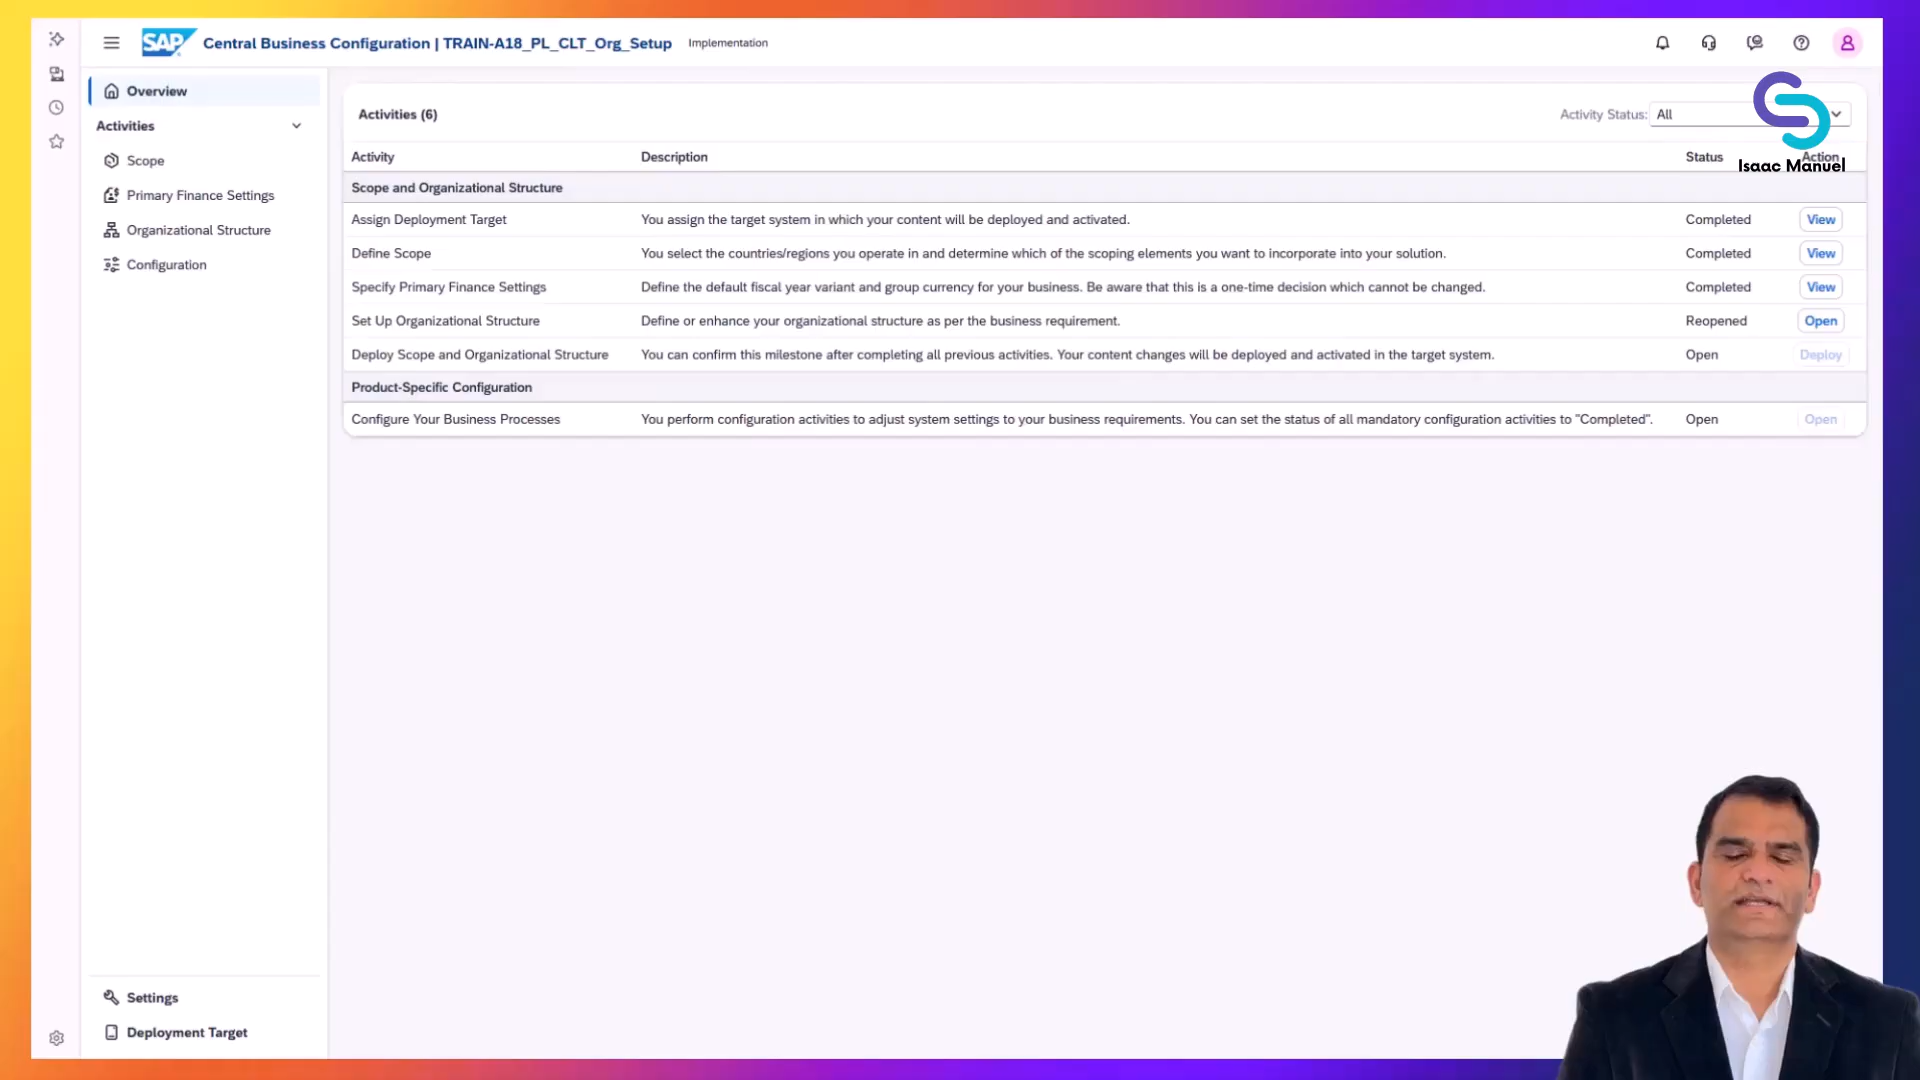 SAP Central Business Configuration | TRAIN-A18_PL_CLT_Org_Setup Implementation
Overview
Activities
Scope
Primary Finance Settings
Organizational Structure
Configuration
Settings
Deployment Target
Activities (6)
Activity Status: All
Isaac Manuel
Activity Description Status Action
Scope and Organizational Structure
Assign Deployment Target You assign the target system in which your content will be deployed and activated. Completed View
Define Scope You select the countries/regions you operate in and determine which of the scoping elements you want to incorporate into your solution. Completed View
Specify Primary Finance Settings Define the default fiscal year variant and group currency for your business. Be aware that this is a one-time decision which cannot be changed. Completed View
Set Up Organizational Structure Define or enhance your organizational structure as per the business requirement. Reopened Open
Deploy Scope and Organizational Structure You can confirm this milestone after completing all previous activities. Your content changes will be deployed and activated in the target system. Open Deploy
Product-Specific Configuration
Configure Your Business Processes You perform configuration activities to adjust system settings to your business requirements. You can set the status of all mandatory configuration activities to "Completed". Open Open